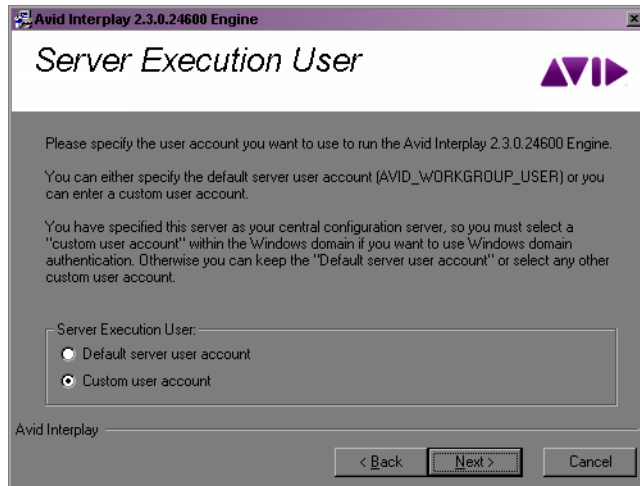 Avid Interplay 2.3.0.24600 Engine
Server Execution User
AVID
Please specify the user account you want to use to run the Avid Interplay 2.3.0.24600 Engine.
You can either specify the default server user account (AVID_WORKGROUP_USER) or you
can enter a custom user account.
You have specified this server as your central configuration server, so you must select a
"custom user account" within the Windows domain if you want to use Windows domain
authentication. Otherwise you can keep the "Default server user account" or select any other
custom user account.
Server Execution User:
Default server user account
Custom user account
Avid Interplay
< Back
Next >
Cancel